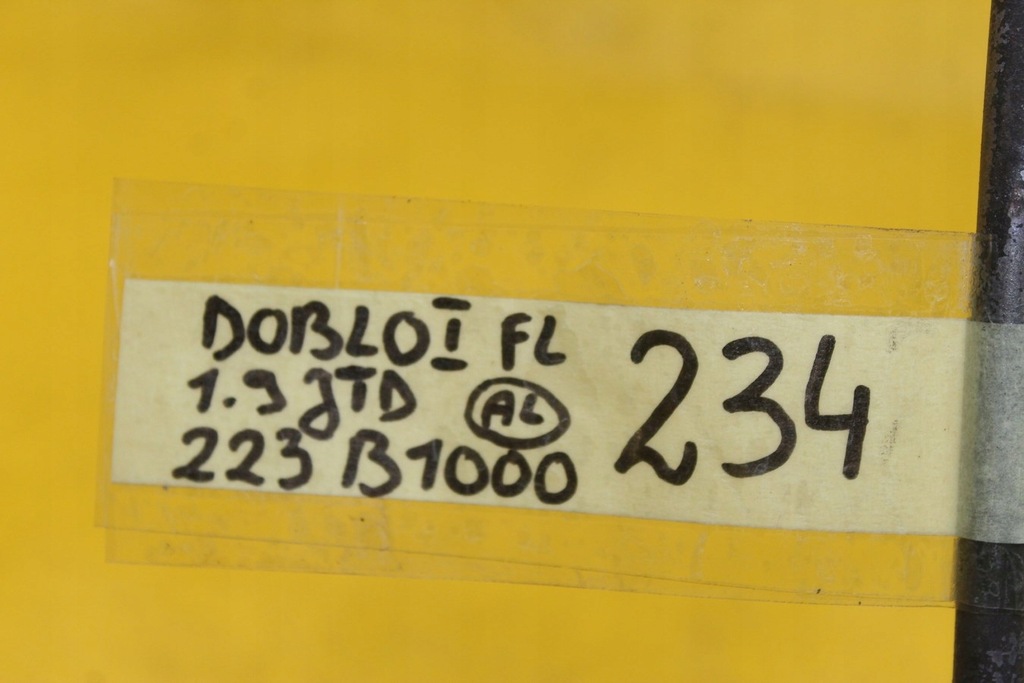 DOBLO I FL
1.9 JTD AL
223 B1000
234